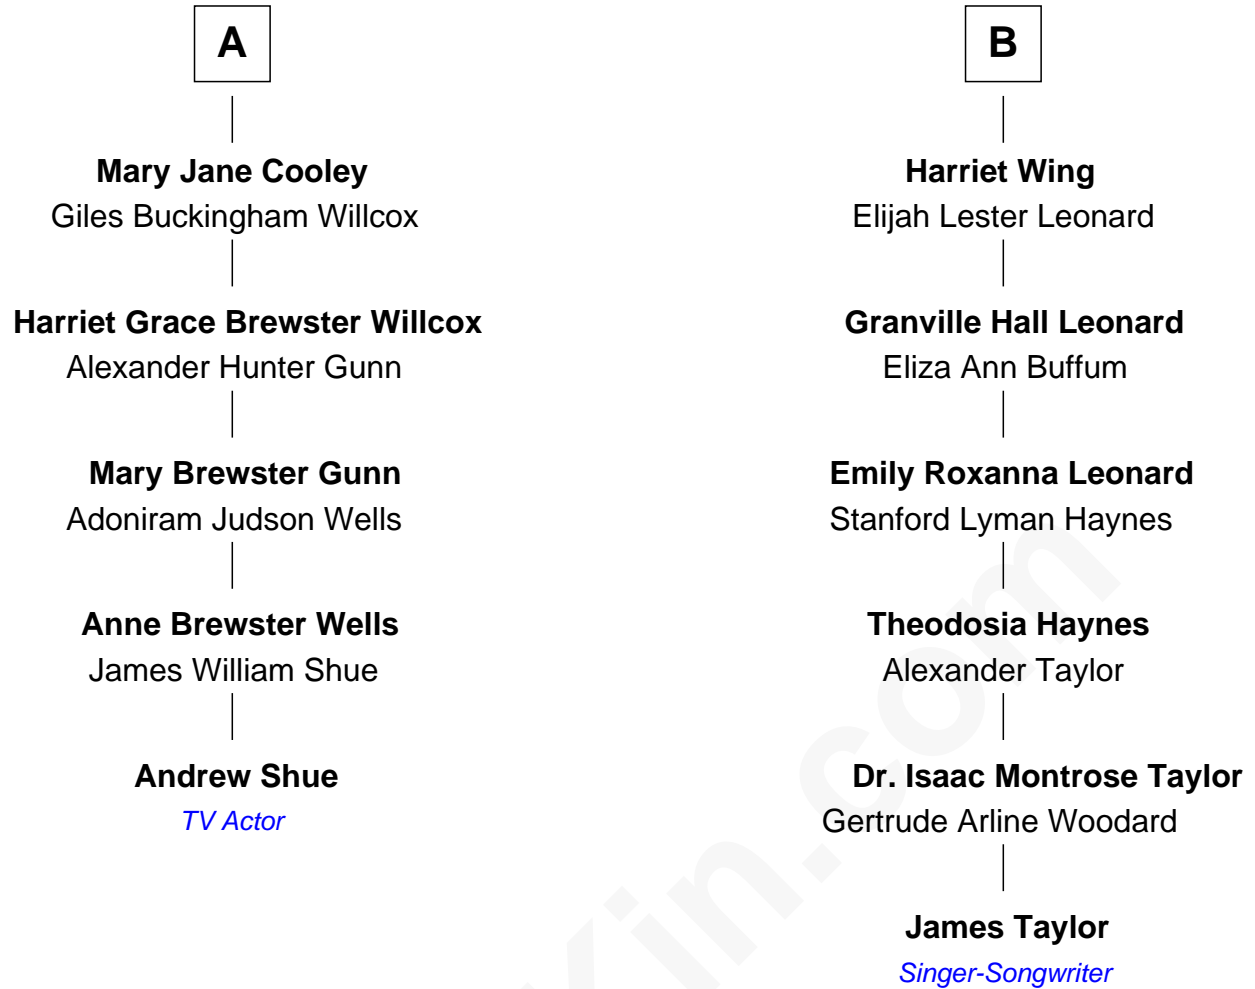 A
Mary Jane Cooley
Giles Buckingham Willcox
Harriet Grace Brewster Willcox
Alexander Hunter Gunn
Mary Brewster Gunn
Adoniram Judson Wells
Anne Brewster Wells
James William Shue
Andrew Shue
TV Actor
B
Harriet Wing
Elijah Lester Leonard
Granville Hall Leonard
Eliza Ann Buffum
Emily Roxanna Leonard
Stanford Lyman Haynes
Theodosia Haynes
Alexander Taylor
Dr. Isaac Montrose Taylor
Gertrude Arline Woodard
James Taylor
Singer-Songwriter
Kin.com